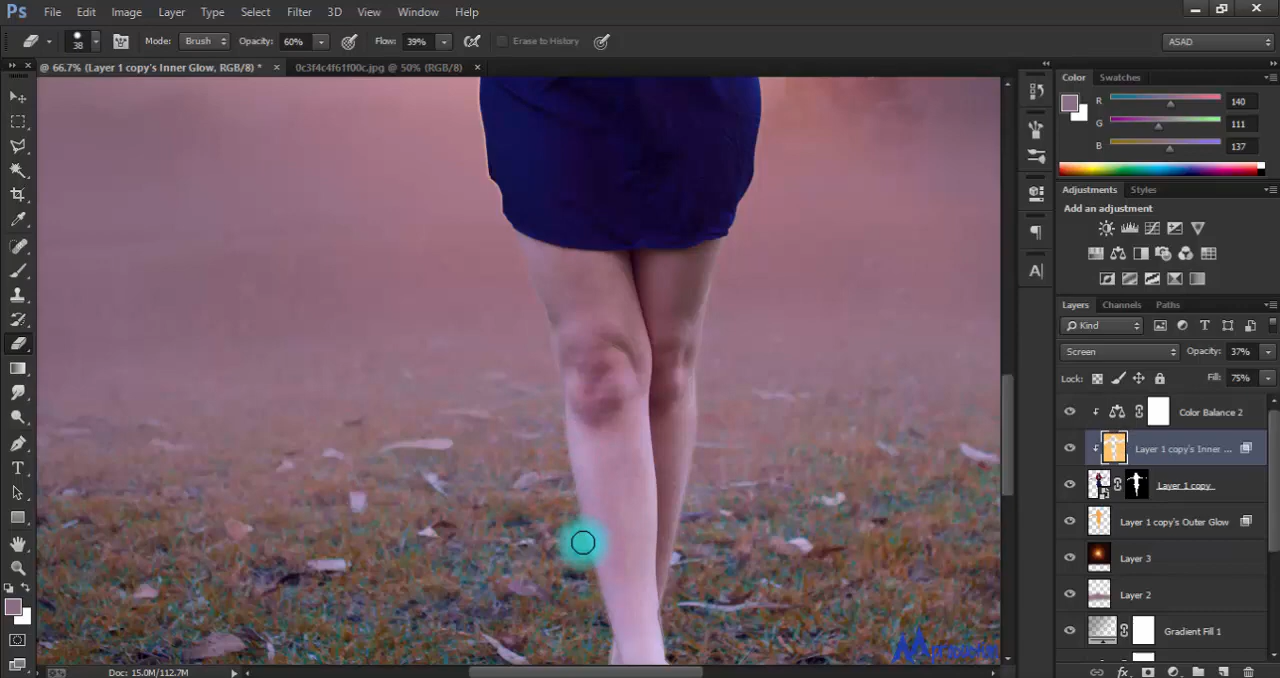 Ps File Edit Image Layer Type Select Filter 3D View Window Help
38 Mode: Brush Opacity: 60% Flow: 39% Erase to History ASAD
@ 66.7% (Layer 1 copy's Inner Glow, RGB/8) * × 0c3f4c4f61f00c.jpg @ 50% (RGB/8) ×
Color Swatches
R 140
G 111
B 137
Adjustments Styles
Add an adjustment
Layers Channels Paths
Kind
Screen Opacity: 37%
Lock: Fill: 75%
Color Balance 2
Layer 1 copy's Inner ...
Layer 1 copy
Layer 1 copy's Outer Glow
Layer 3
Layer 2
Gradient Fill 1
Doc: 15.0M/112.7M